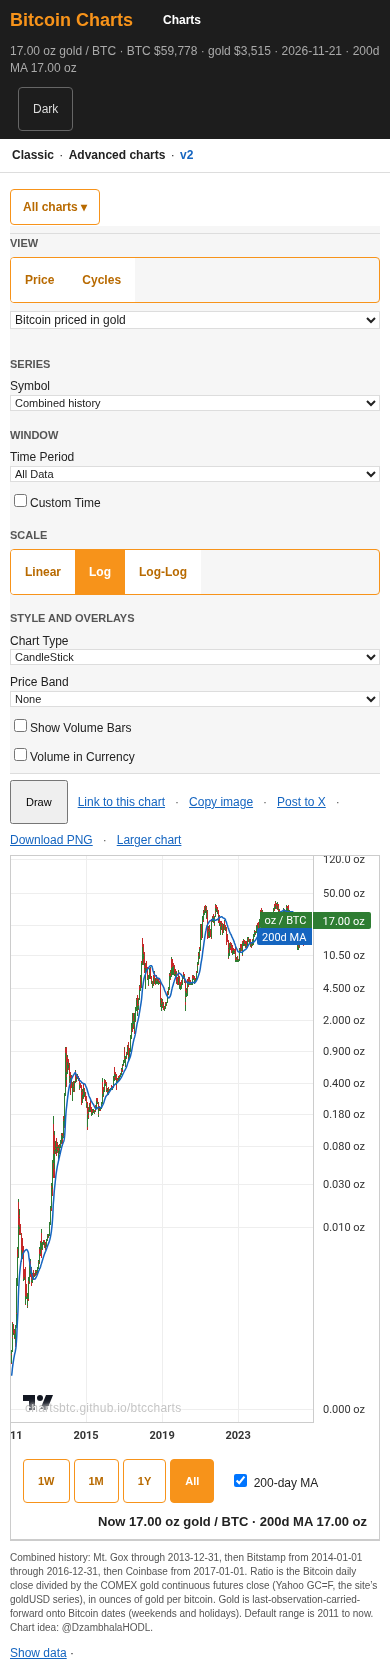 Bitcoin Charts Charts
17.00 oz gold / BTC · BTC $59,778 · gold $3,515 · 2026-11-21 · 200d
MA 17.00 oz
Dark
Classic · Advanced charts · v2
All charts ▾
VIEW
Price Cycles
Bitcoin priced in gold
SERIES
Symbol
Combined history
WINDOW
Time Period
All Data
Custom Time
SCALE
Linear Log Log-Log
STYLE AND OVERLAYS
Chart Type
CandleStick
Price Band
None
Show Volume Bars
Volume in Currency
Draw Link to this chart · Copy image · Post to X ·
Download PNG · Larger chart
120.0 oz
50.00 oz
oz / BTC 17.00 oz
200d MA
10.50 oz
4.500 oz
2.000 oz
0.900 oz
0.400 oz
0.180 oz
0.080 oz
0.030 oz
0.010 oz
chartsbtc.github.io/btccharts
0.000 oz
11 2015 2019 2023
1W 1M 1Y All 200-day MA
Now 17.00 oz gold / BTC · 200d MA 17.00 oz
Combined history: Mt. Gox through 2013-12-31, then Bitstamp from 2014-01-01
through 2016-12-31, then Coinbase from 2017-01-01. Ratio is the Bitcoin daily
close divided by the COMEX gold continuous futures close (Yahoo GC=F, the site's
goldUSD series), in ounces of gold per bitcoin. Gold is last-observation-carried-
forward onto Bitcoin dates (weekends and holidays). Default range is 2011 to now.
Chart idea: @DzambhalaHODL.
Show data ·